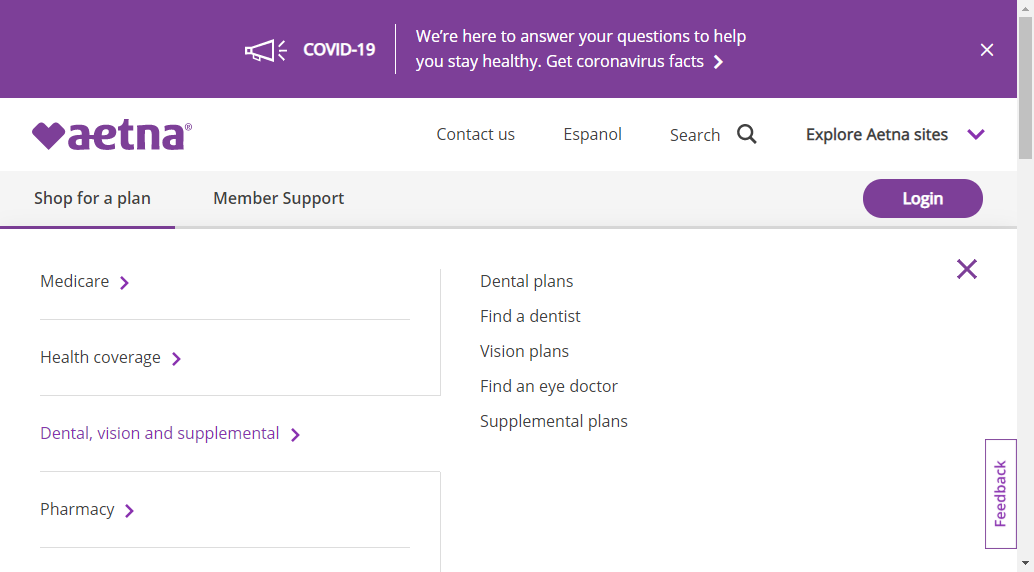 COVID-19
We're here to answer your questions to help
you stay healthy. Get coronavirus facts
aetna®
Contact us
Espanol
Search
Explore Aetna sites
Shop for a plan
Member Support
Login
Medicare
Health coverage
Dental, vision and supplemental
Pharmacy
Dental plans
Find a dentist
Vision plans
Find an eye doctor
Supplemental plans
Feedback